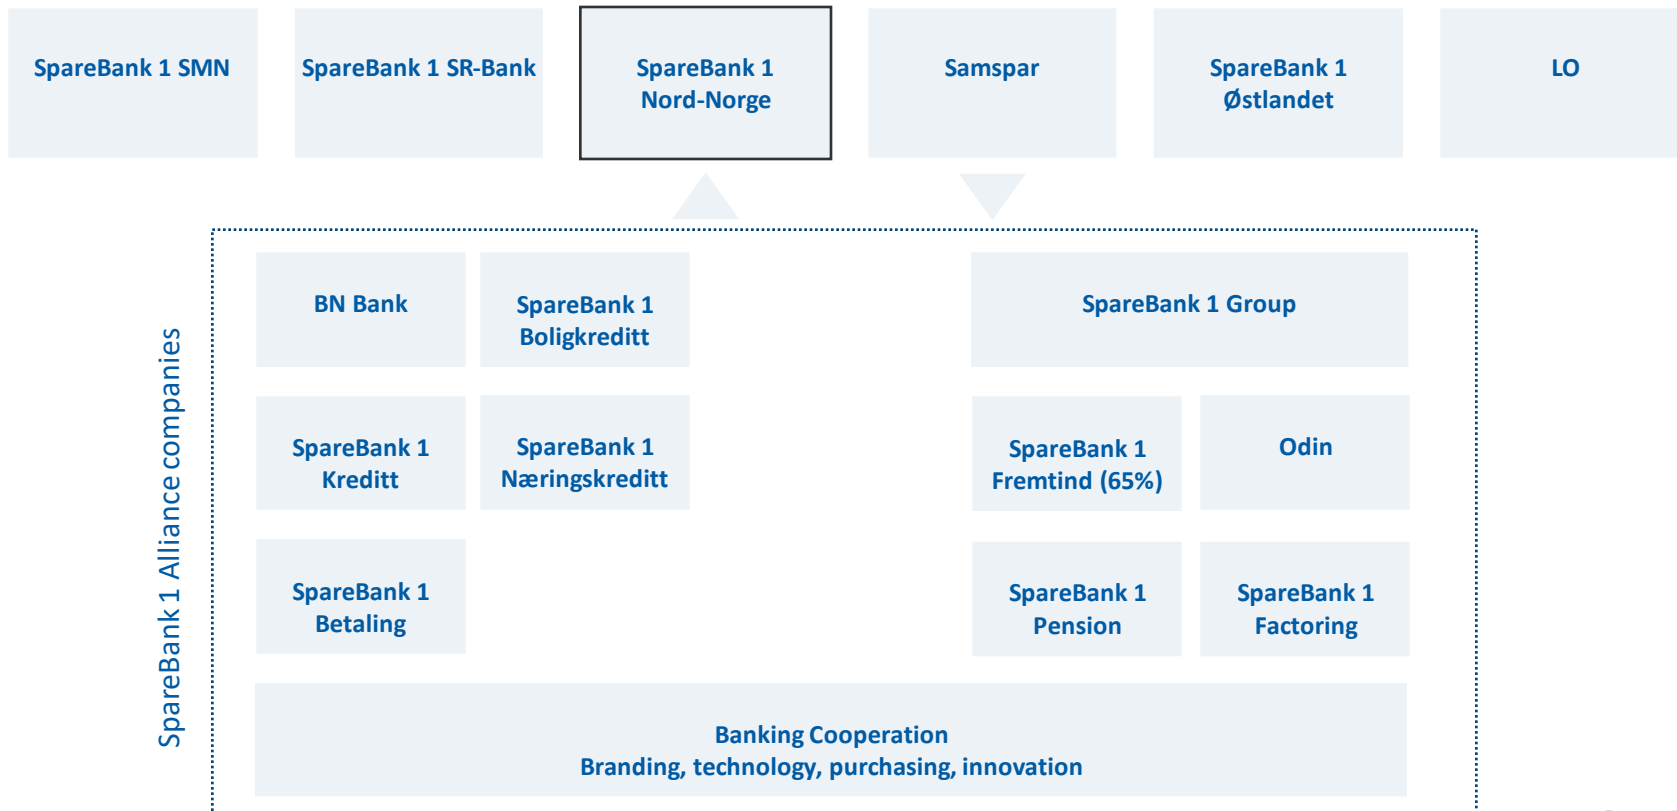 SpareBank 1 SMN
SpareBank 1 SR-Bank
SpareBank 1
Nord-Norge
Samspar
SpareBank 1
Østlandet
LO
SpareBank 1 Alliance companies
BN Bank
SpareBank 1
Boligkreditt
SpareBank 1 Group
SpareBank 1
Kreditt
SpareBank 1
Næringskreditt
SpareBank 1
Fremtind (65%)
Odin
SpareBank 1
Betaling
SpareBank 1
Pension
SpareBank 1
Factoring
Banking Cooperation
Branding, technology, purchasing, innovation